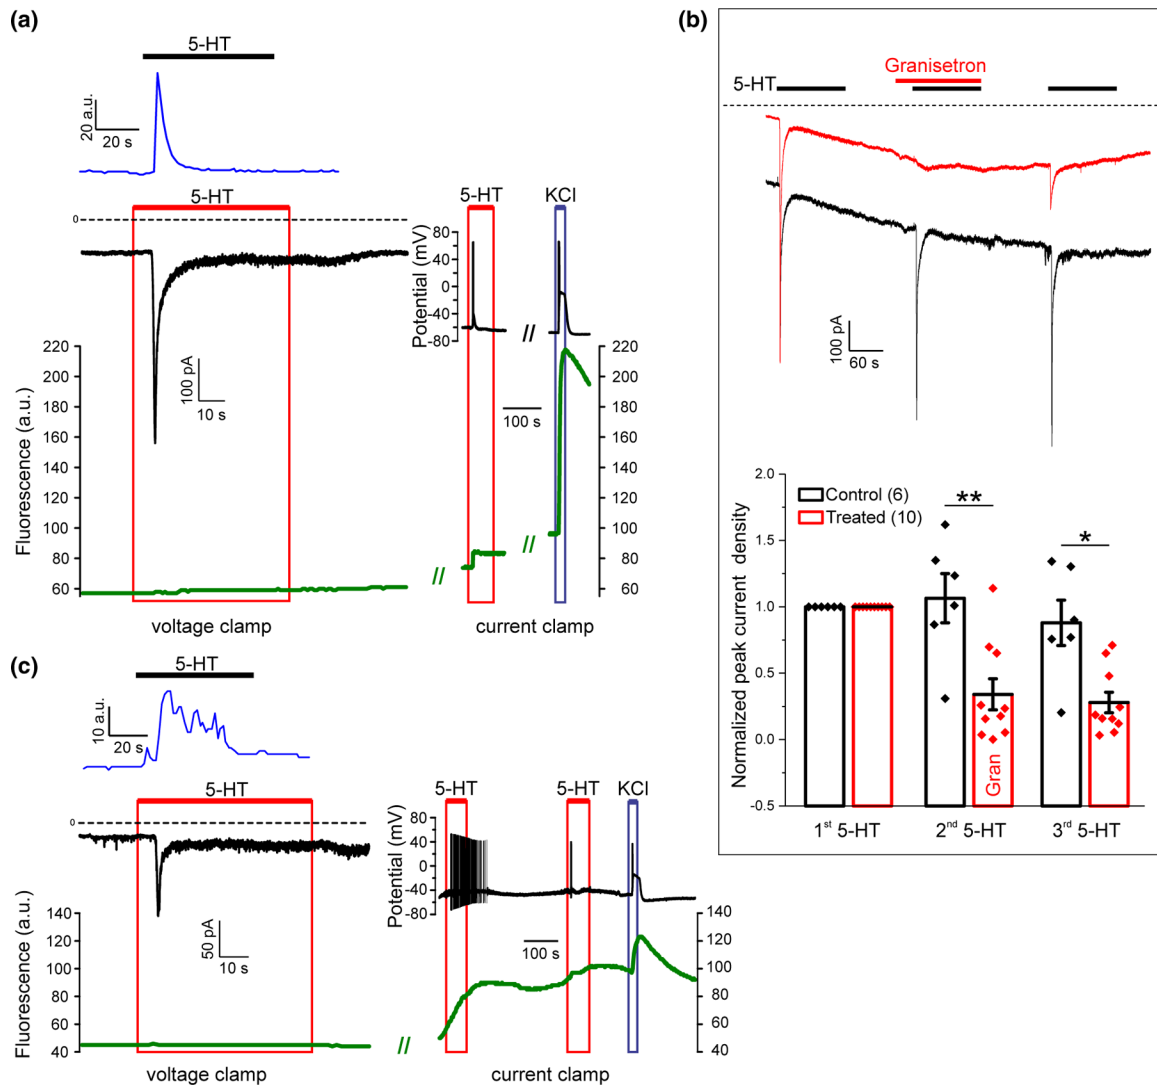 (a)
5-HT
20 a.u.
20 s
5-HT
0
100 pA
10 s
Fluorescence (a.u.)
220
200
180
160
140
120
100
80
60
//
voltage clamp
5-HT
KCl
Potential (mV)
80
40
0
-40
-80
//
100 s
//
220
200
180
160
140
120
100
80
60
current clamp
(b)
Granisetron
5-HT
100 pA
60 s
Normalized peak current density
2.0
1.5
1.0
0.5
0.0
-0.5
Control (6)
Treated (10)
**
*
Gran
1st 5-HT
2nd 5-HT
3rd 5-HT
(c)
5-HT
10 a.u.
20 s
5-HT
0
50 pA
10 s
Fluorescence (a.u.)
140
120
100
80
60
40
//
voltage clamp
5-HT
5-HT
KCl
Potential (mV)
80
40
0
-40
-80
100 s
140
120
100
80
60
40
current clamp